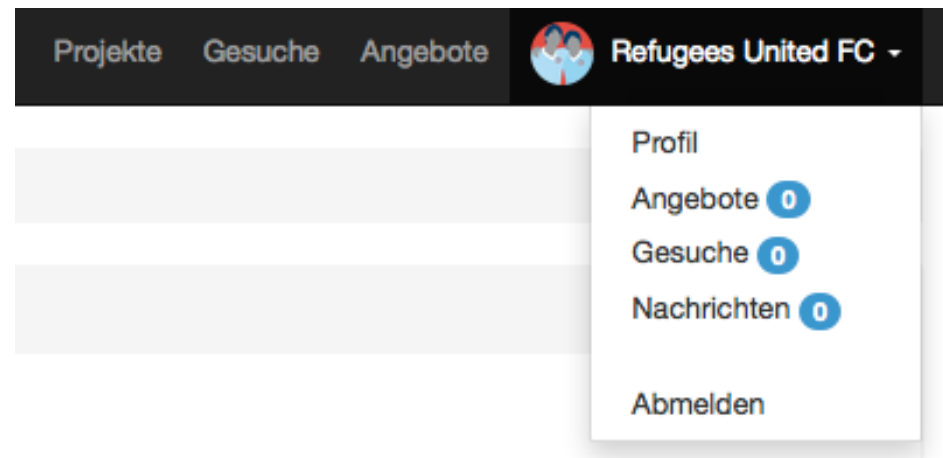 Projekte Gesuche Angebote Refugees United FC
Profil
Angebote 0
Gesuche 0
Nachrichten 0
Abmelden